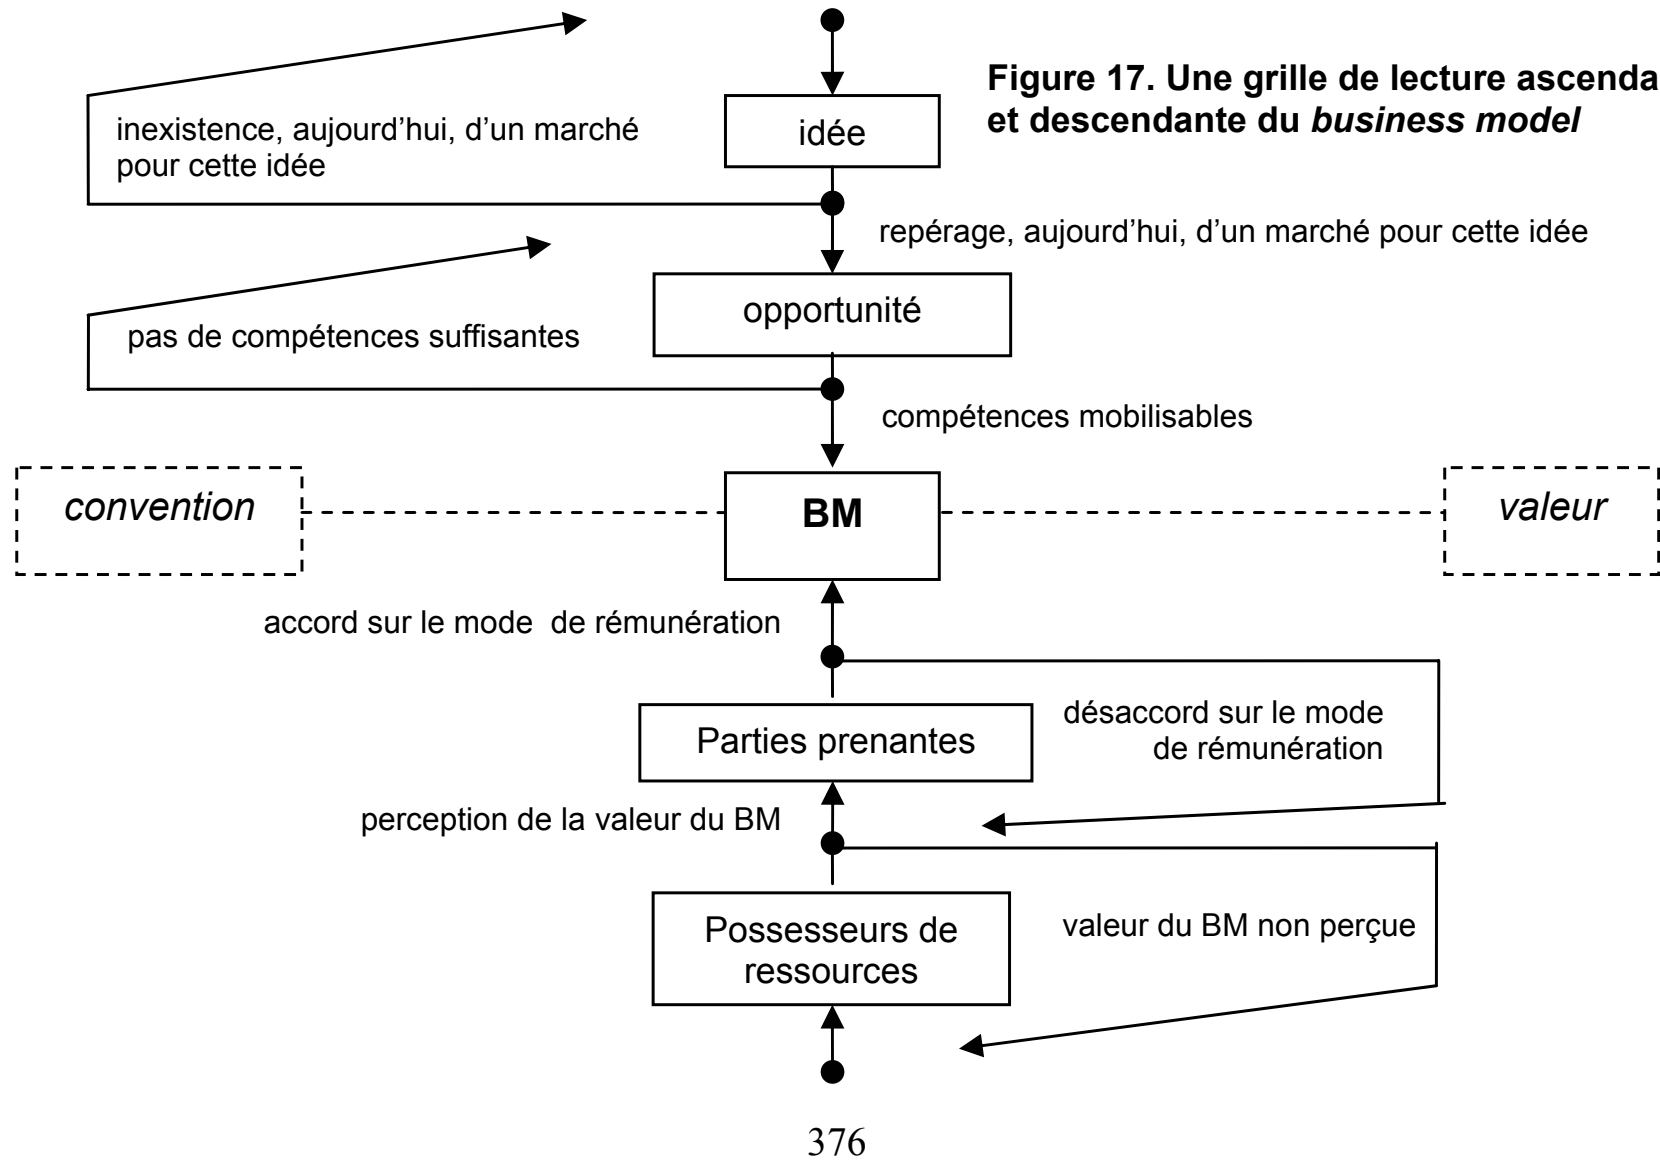 Figure 17. Une grille de lecture ascenda
et descendante du business model
idée
inexistence, aujourd’hui, d’un marché
pour cette idée
repérage, aujourd’hui, d’un marché pour cette idée
opportunité
pas de compétences suffisantes
compétences mobilisables
convention
BM
valeur
accord sur le mode de rémunération
Parties prenantes
désaccord sur le mode
de rémunération
perception de la valeur du BM
Possesseurs de
ressources
valeur du BM non perçue
376